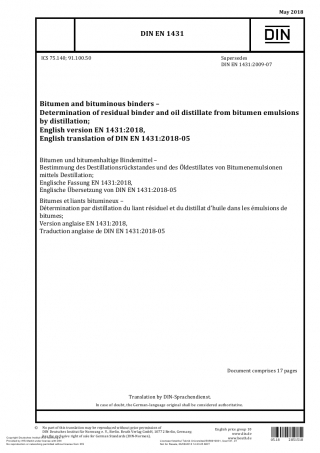 May 2018
DIN EN 1431
DIN
ICS 75.140; 91.100.50
Supersedes
DIN EN 1431:2009-07
Bitumen and bituminous binders –
Determination of residual binder and oil distillate from bitumen emulsions
by distillation;
English version EN 1431:2018,
English translation of DIN EN 1431:2018-05
Bitumen und bitumenhaltige Bindemittel –
Bestimmung des Destillationsrückstandes und des Öldestillates von Bitumenemulsionen
mittels Destillation;
Englische Fassung EN 1431:2018,
Englische Übersetzung von DIN EN 1431:2018-05
Bitumes et liants bitumineux –
Détermination par distillation du liant résiduel et du distillat d'huile dans les émulsions de
bitumes;
Version anglaise EN 1431:2018,
Traduction anglaise de DIN EN 1431:2018-05
Document comprises 17 pages
Translation by DIN-Sprachendienst.
In case of doubt, the German-language original shall be considered authoritative.
No part of this translation may be reproduced without prior permission of
DIN Deutsches Institut für Normung e. V., Berlin. Beuth Verlag GmbH, 10772 Berlin, Germany,
has the exclusive right of sale for German Standards (DIN-Normen).
English price group 10
www.din.de
www.beuth.de